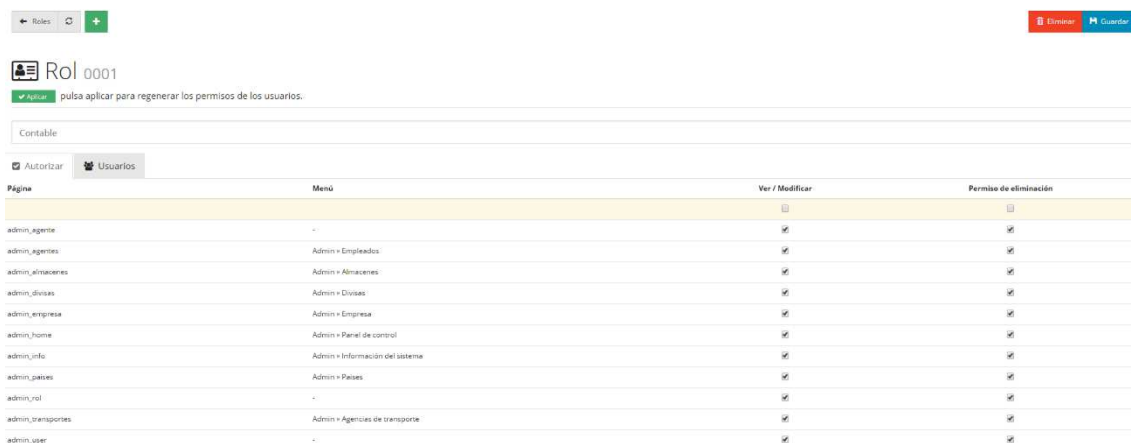 Roles
Eliminar Guardar
Rol 0001
Aplicar pulsa aplicar para regenerar los permisos de los usuarios.
Contable
Autorizar Usuarios
Página Menú Ver / Modificar Permiso de eliminación
admin_agente -
admin_agentes Admin » Empleados
admin_almacenes Admin » Almacenes
admin_divisas Admin » Divisas
admin_empresa Admin » Empresa
admin_home Admin » Panel de control
admin_info Admin » Información del sistema
admin_paises Admin » Paises
admin_rol -
admin_transportes Admin » Agencias de transporte
admin_user -